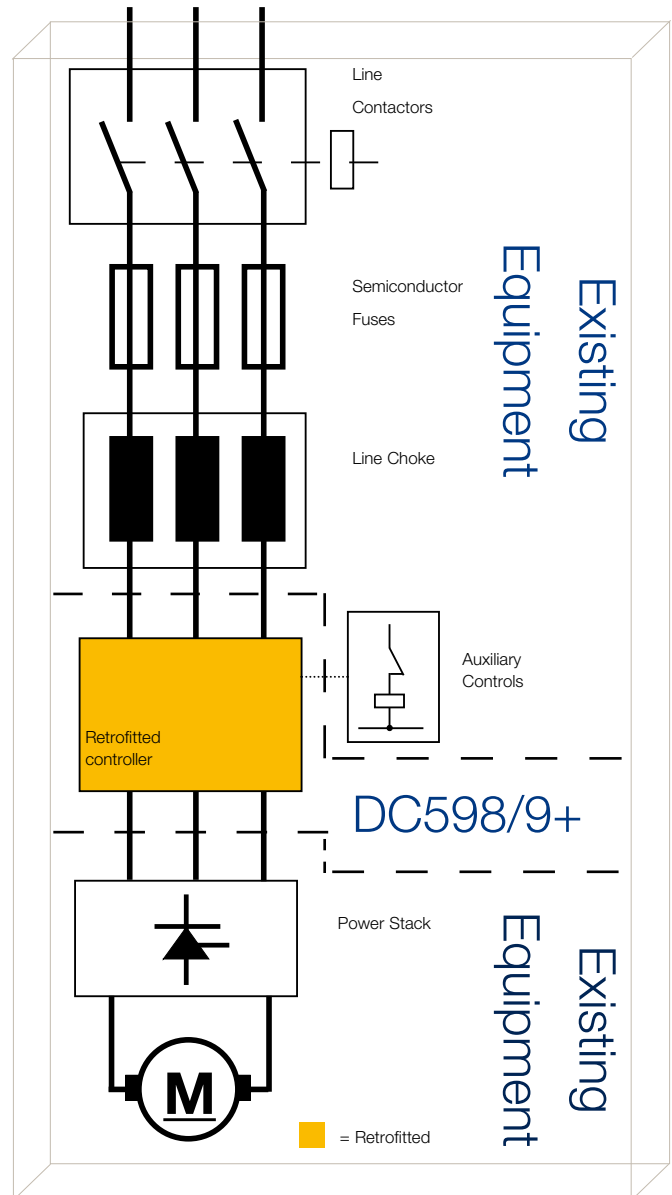 Line
Contactors
Semiconductor
Fuses
Existing
Equipment
Line Choke
Auxiliary
Controls
Retrofitted
controller
DC598/9+
Power Stack
Existing
Equipment
M
= Retrofitted